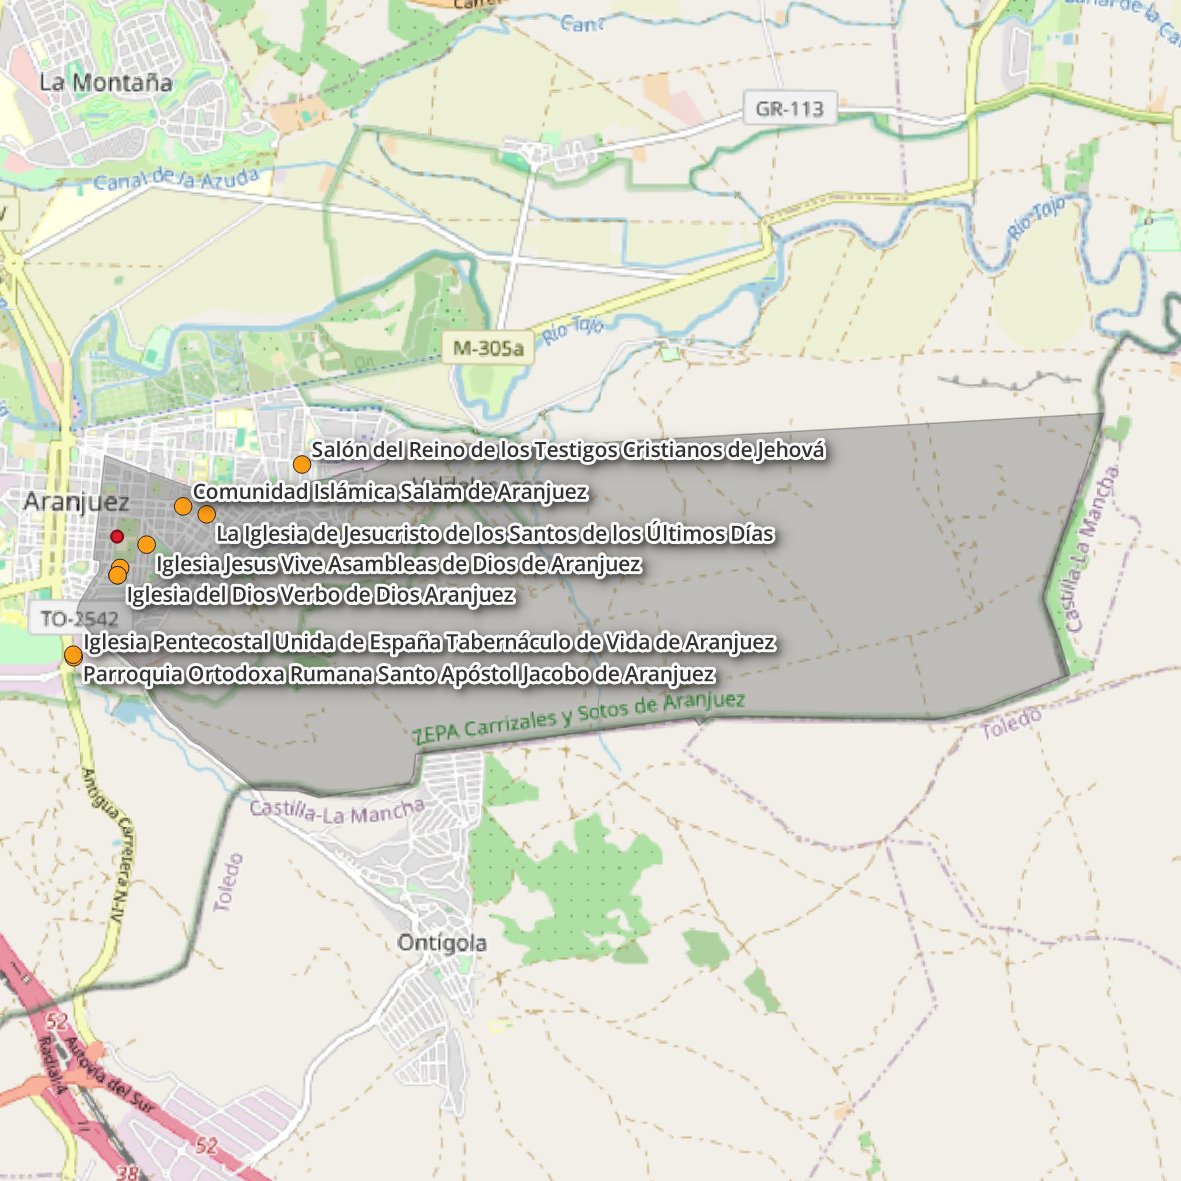 La Montaña
GR-113
Canal de la Azuda
Río Tajo
M-305a
Río Tajo
Salón del Reino de los Testigos Cristianos de Jehová
Comunidad Islámica Salam de Aranjuez
Aranjuez
La Iglesia de Jesucristo de los Santos de los Últimos Días
Iglesia Jesus Vive Asambleas de Dios de Aranjuez
Iglesia del Dios Verbo de Dios Aranjuez
TO-2542
Castilla-La Mancha
Iglesia Pentecostal Unida de España Tabernáculo de Vida de Aranjuez
Parroquia Ortodoxa Rumana Santo Apóstol Jacobo de Aranjuez
ZEPA Carrizales y Sotos de Aranjuez
Toledo
Antigua Carretera N-IV
Castilla-La Mancha
Toledo
Ontígola
52
Autovía del Sur
Radial-4
52
38